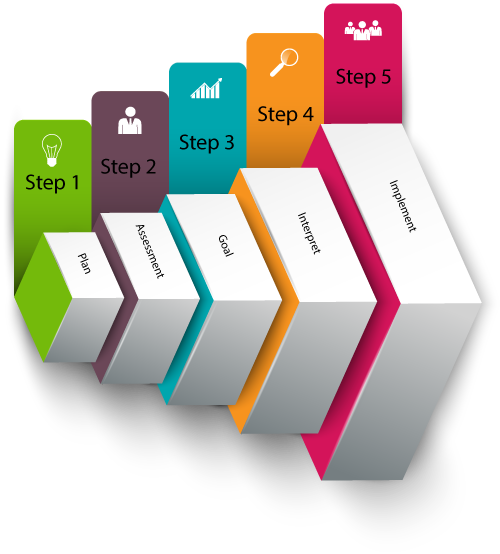 Step 1
Step 2
Step 3
Step 4
Step 5
Plan
Assessment
Goal
Interpret
Implement